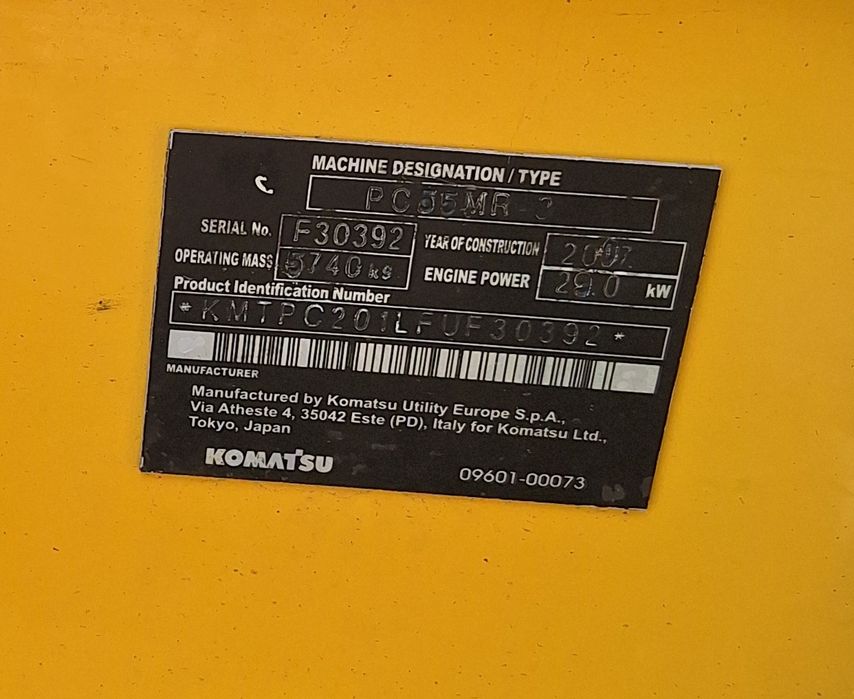 MACHINE DESIGNATION / TYPE
PC55MR-3
SERIAL No. F30392 YEAR OF CONSTRUCTION 2007
OPERATING MASS 5740 kg ENGINE POWER 29.0 kW
Product Identification Number
*KMTPC201LFUF30392*
MANUFACTURER
Manufactured by Komatsu Utility Europe S.p.A.,
Via Atheste 4, 35042 Este (PD), Italy for Komatsu Ltd.,
Tokyo, Japan
KOMATSU 09601-00073